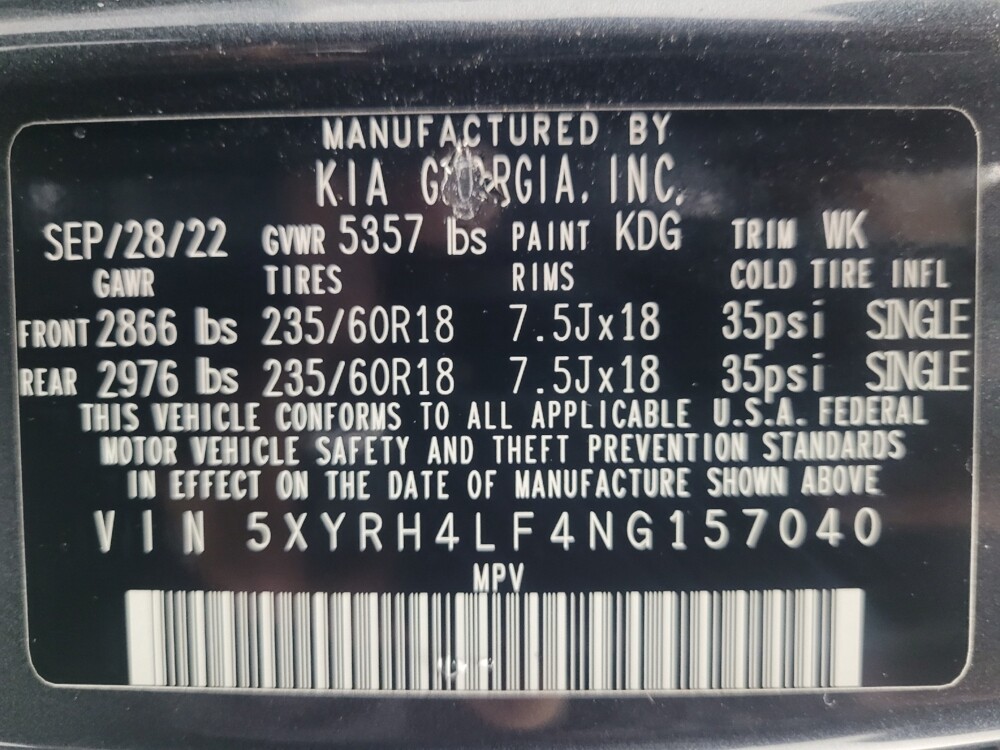 MANUFACTURED BY
KIA GEORGIA, INC.
SEP/28/22 GVWR 5357 lbs PAINT KDG TRIM WK
GAWR TIRES RIMS COLD TIRE INFL
FRONT 2866 lbs 235/60R18 7.5Jx18 35psi SINGLE
REAR 2976 lbs 235/60R18 7.5Jx18 35psi SINGLE
THIS VEHICLE CONFORMS TO ALL APPLICABLE U.S.A. FEDERAL
MOTOR VEHICLE SAFETY AND THEFT PREVENTION STANDARDS
IN EFFECT ON THE DATE OF MANUFACTURE SHOWN ABOVE
VIN 5XYRH4LF4NG157040
MPV